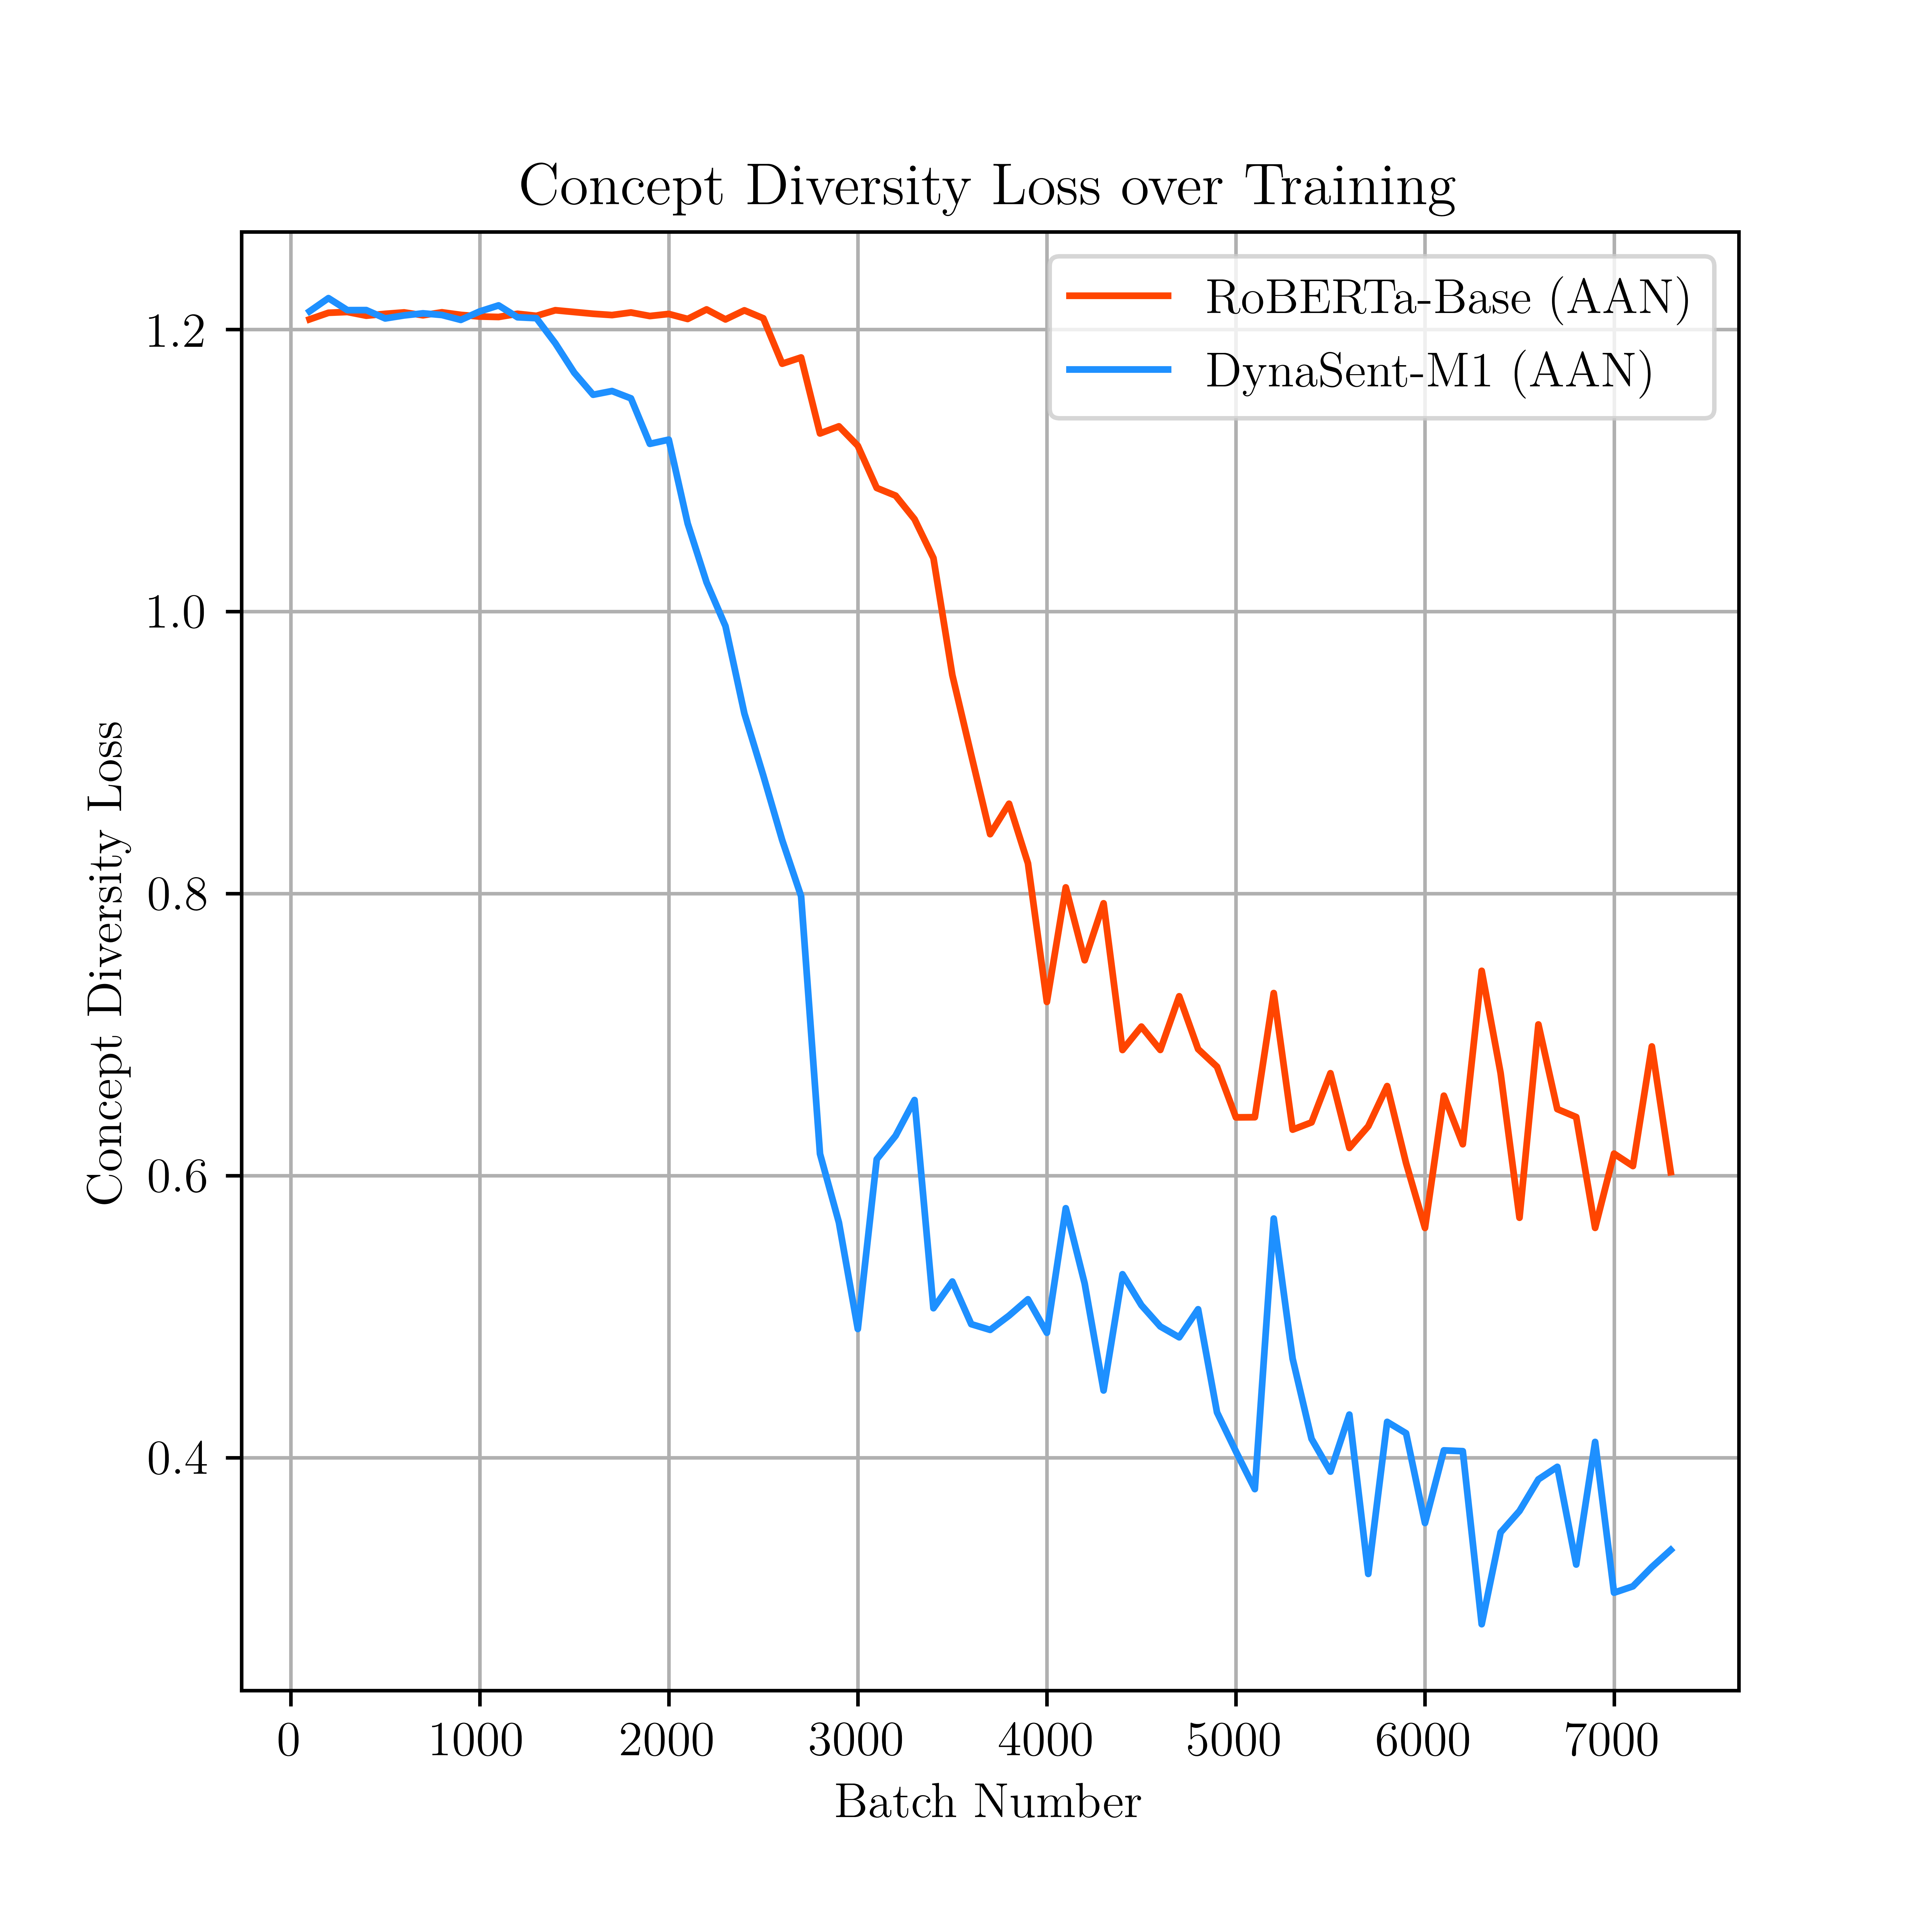 Concept Diversity Loss over Training
RoBERTa-Base (AAN)
DynaSent-M1 (AAN)
Concept Diversity Loss
1.2
1.0
0.8
0.6
0.4
0 1000 2000 3000 4000 5000 6000 7000
Batch Number